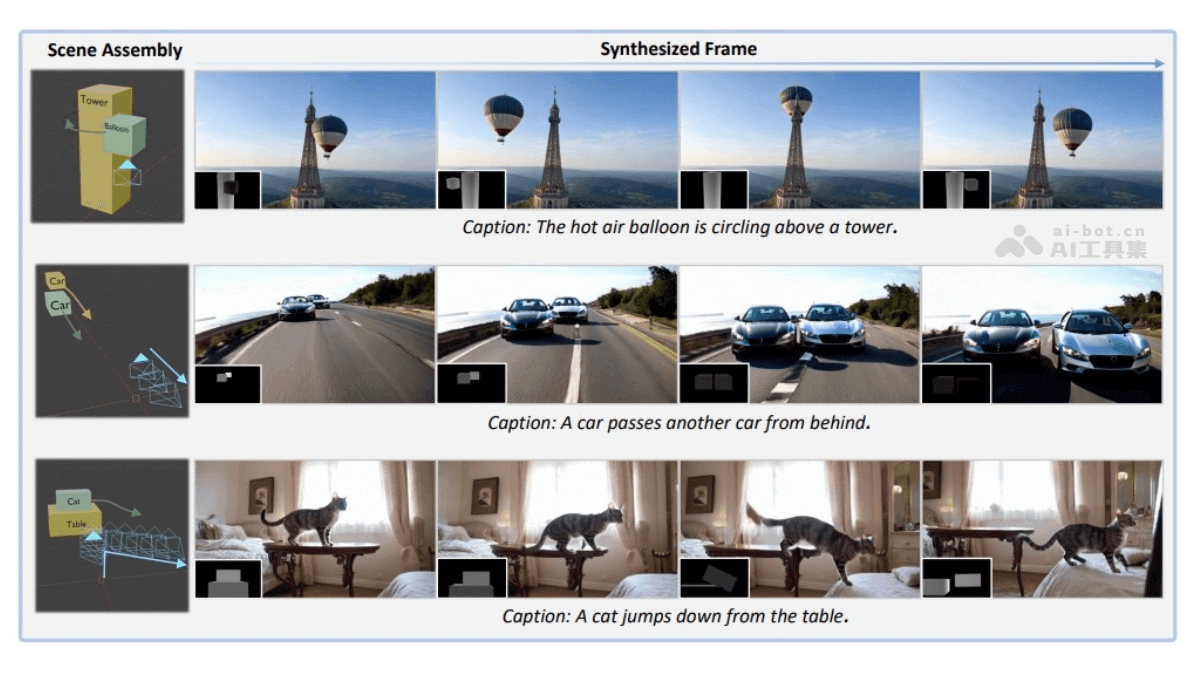 Scene Assembly
Synthesized Frame
Tower
Balloon
Caption: The hot air balloon is circling above a tower.
ai-bot.cn
AI工具集
Car
Car
Caption: A car passes another car from behind.
Cat
Table
Caption: A cat jumps down from the table.